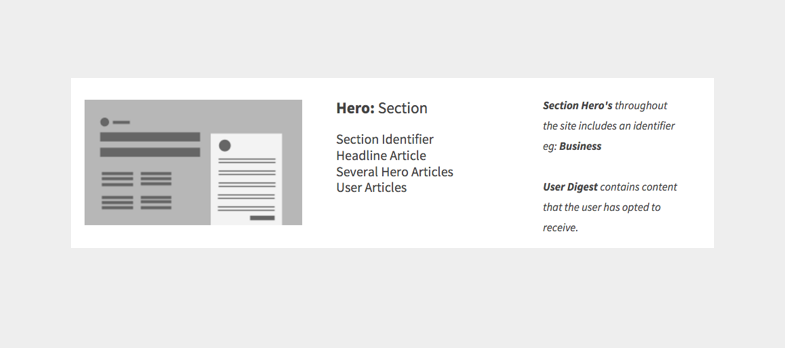 Hero: Section
Section Identifier
Headline Article
Several Hero Articles
User Articles
Section Hero's throughout
the site includes an identifier
eg: Business
User Digest contains content
that the user has opted to
receive.